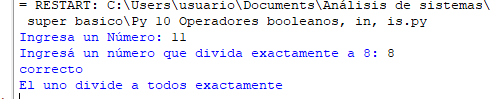 = RESTART: C:\Users\usuario\Documents\Análisis de sistemas\
super basico\Py 10 Operadores booleanos, in, is.py
Ingresa un Número: 11
Ingresá un número que divida exactamente a 8: 8
correcto
El uno divide a todos exactamente